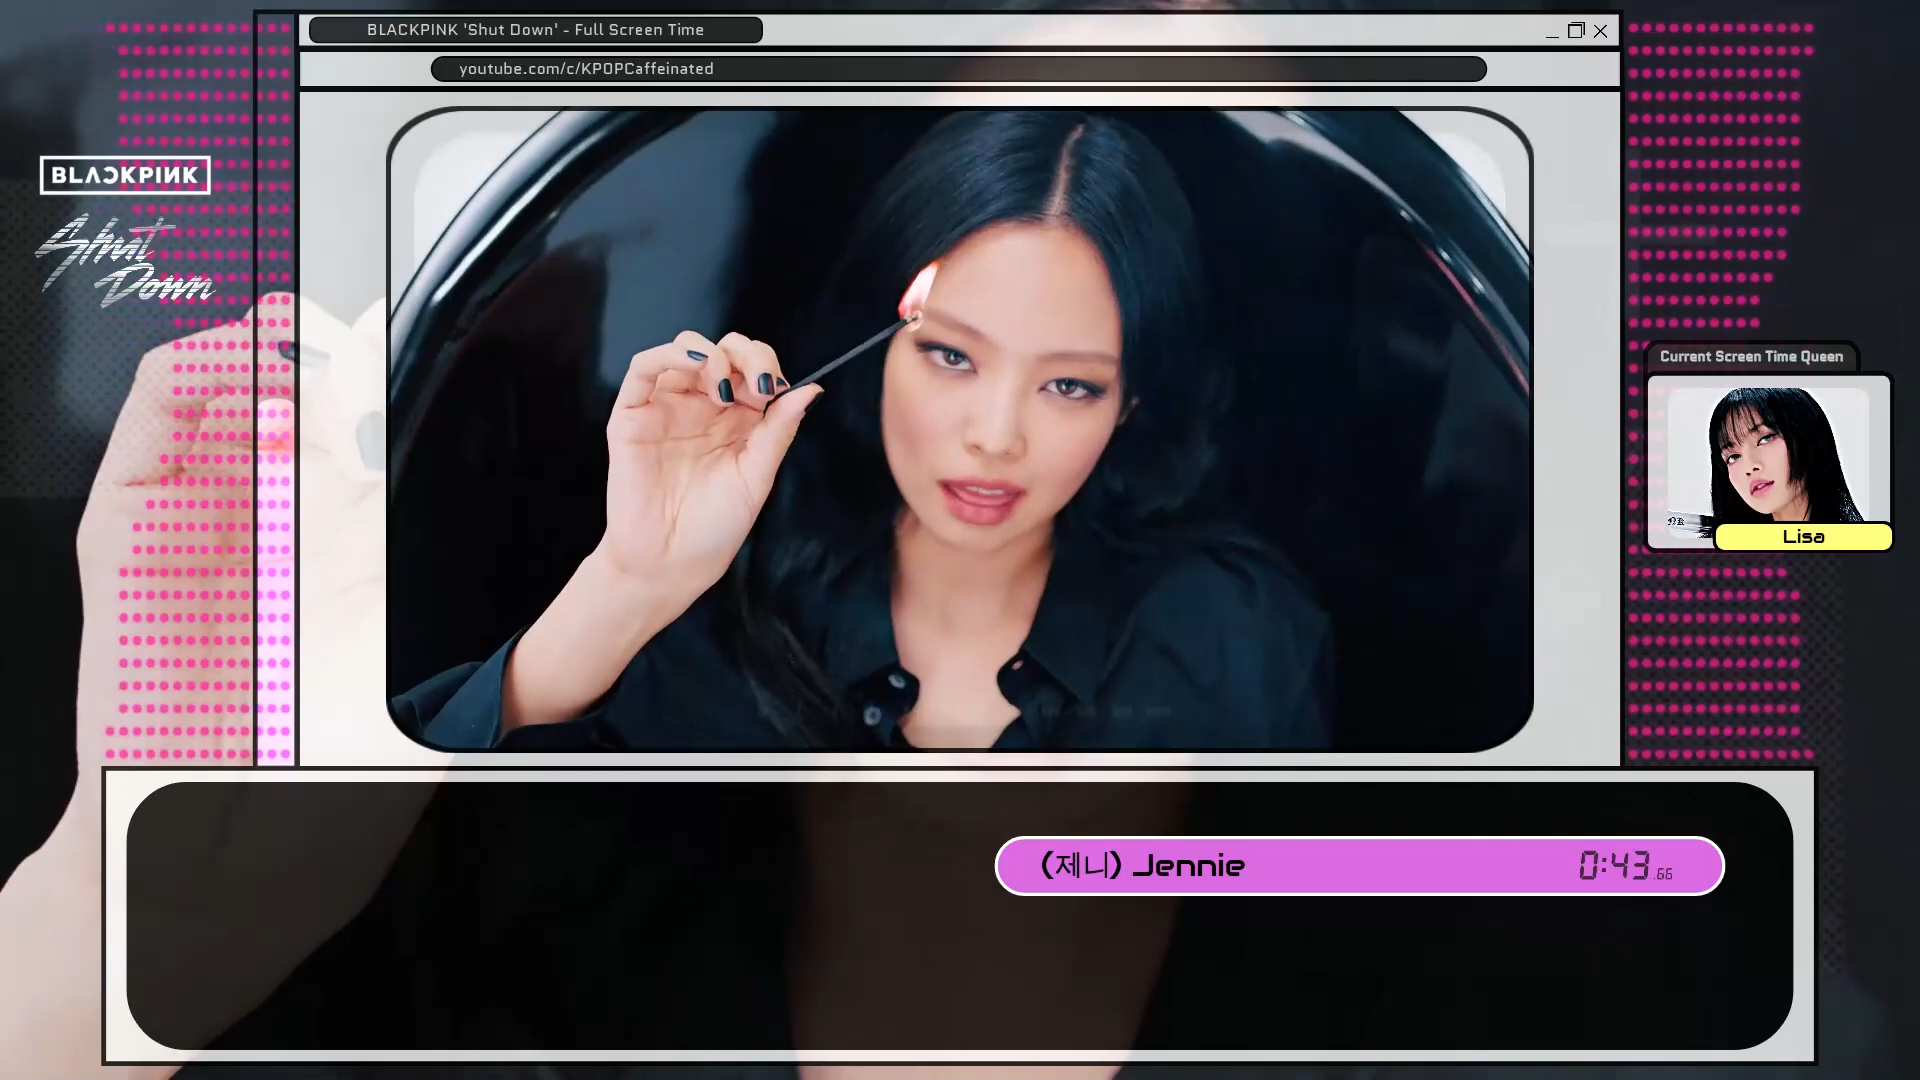 BLACKPINK 'Shut Down' - Full Screen Time
youtube.com/c/KPOPCaffeinated
BLACKPINK
Shut
Down
Current Screen Time Queen
Lisa
(제니) Jennie
0:43.66